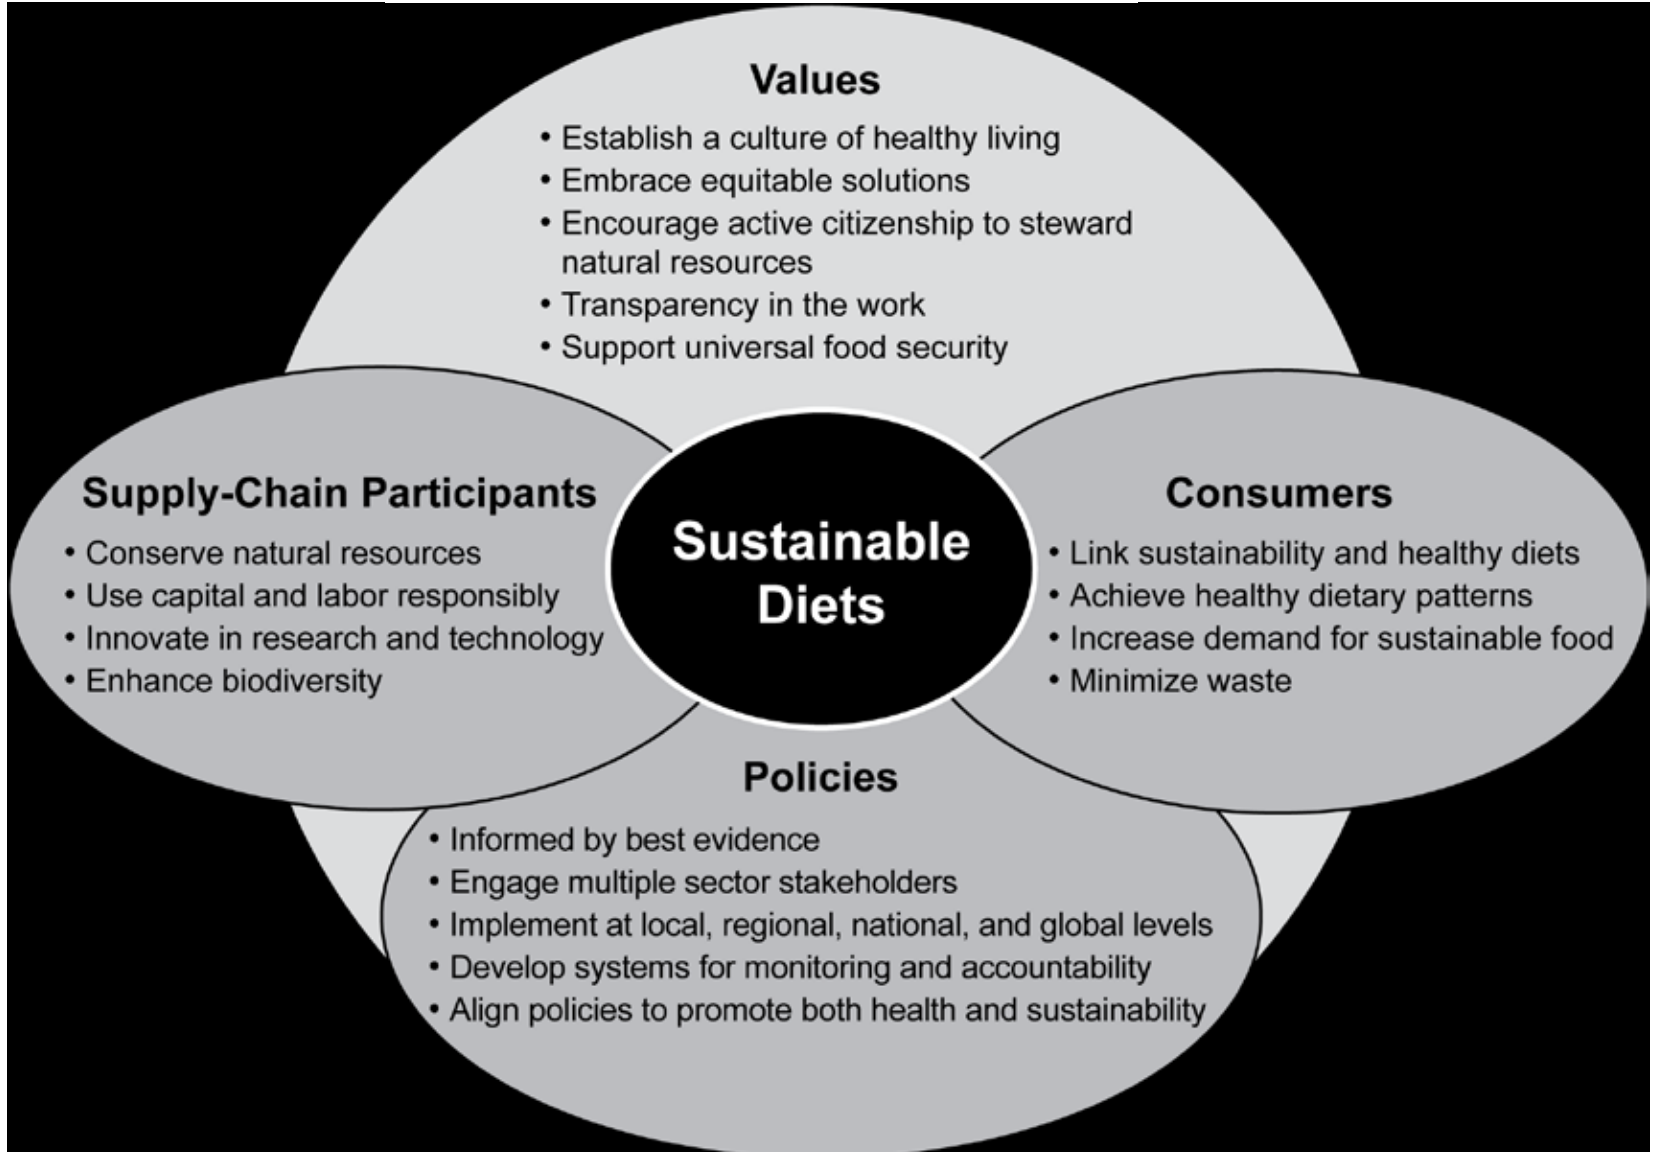 Values
• Establish a culture of healthy living
• Embrace equitable solutions
• Encourage active citizenship to steward
natural resources
• Transparency in the work
• Support universal food security
Supply-Chain Participants
• Conserve natural resources
• Use capital and labor responsibly
• Innovate in research and technology
• Enhance biodiversity
Sustainable
Diets
Consumers
• Link sustainability and healthy diets
• Achieve healthy dietary patterns
• Increase demand for sustainable food
• Minimize waste
Policies
• Informed by best evidence
• Engage multiple sector stakeholders
• Implement at local, regional, national, and global levels
• Develop systems for monitoring and accountability
• Align policies to promote both health and sustainability